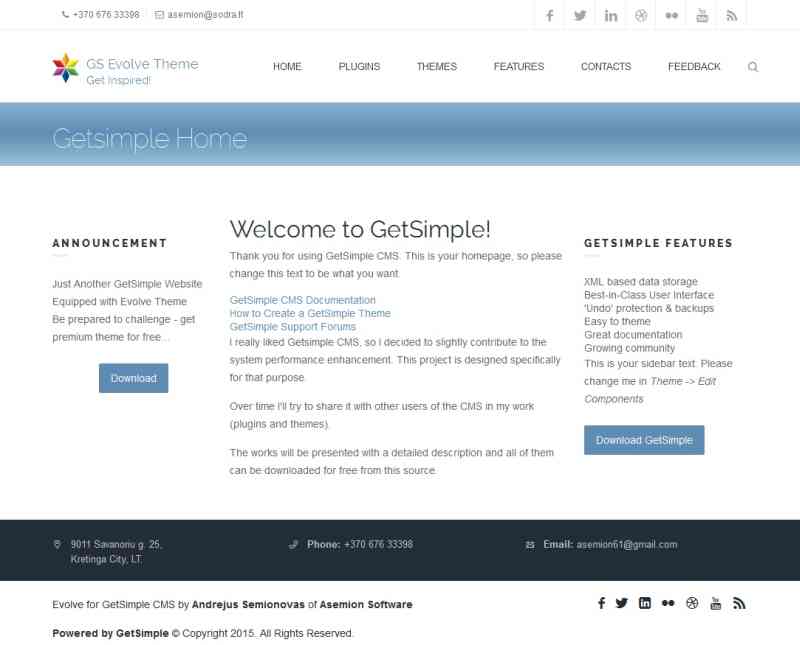 +370 676 33398 asemion@sodra.lt
GS Evolve Theme
Get Inspired!
HOME PLUGINS THEMES FEATURES CONTACTS FEEDBACK
Getsimple Home
ANNOUNCEMENT
Just Another GetSimple Website
Equipped with Evolve Theme
Be prepared to challenge - get
premium theme for free...
Download
Welcome to GetSimple!
Thank you for using GetSimple CMS. This is your homepage, so please
change this text to be what you want.
GetSimple CMS Documentation
How to Create a GetSimple Theme
GetSimple Support Forums
I really liked Getsimple CMS, so I decided to slightly contribute to the
system performance enhancement. This project is designed specifically
for that purpose.
Over time I'll try to share it with other users of the CMS in my work
(plugins and themes).
The works will be presented with a detailed description and all of them
can be downloaded for free from this source.
GETSIMPLE FEATURES
XML based data storage
Best-in-Class User Interface
'Undo' protection & backups
Easy to theme
Great documentation
Growing community
This is your sidebar text. Please
change me in Theme -> Edit
Components
Download GetSimple
9011 Savanoriu g. 25,
Kretinga City, LT.
Phone: +370 676 33398
Email: asemion61@gmail.com
Evolve for GetSimple CMS by Andrejus Semionovas of Asemion Software
Powered by GetSimple © Copyright 2015. All Rights Reserved.